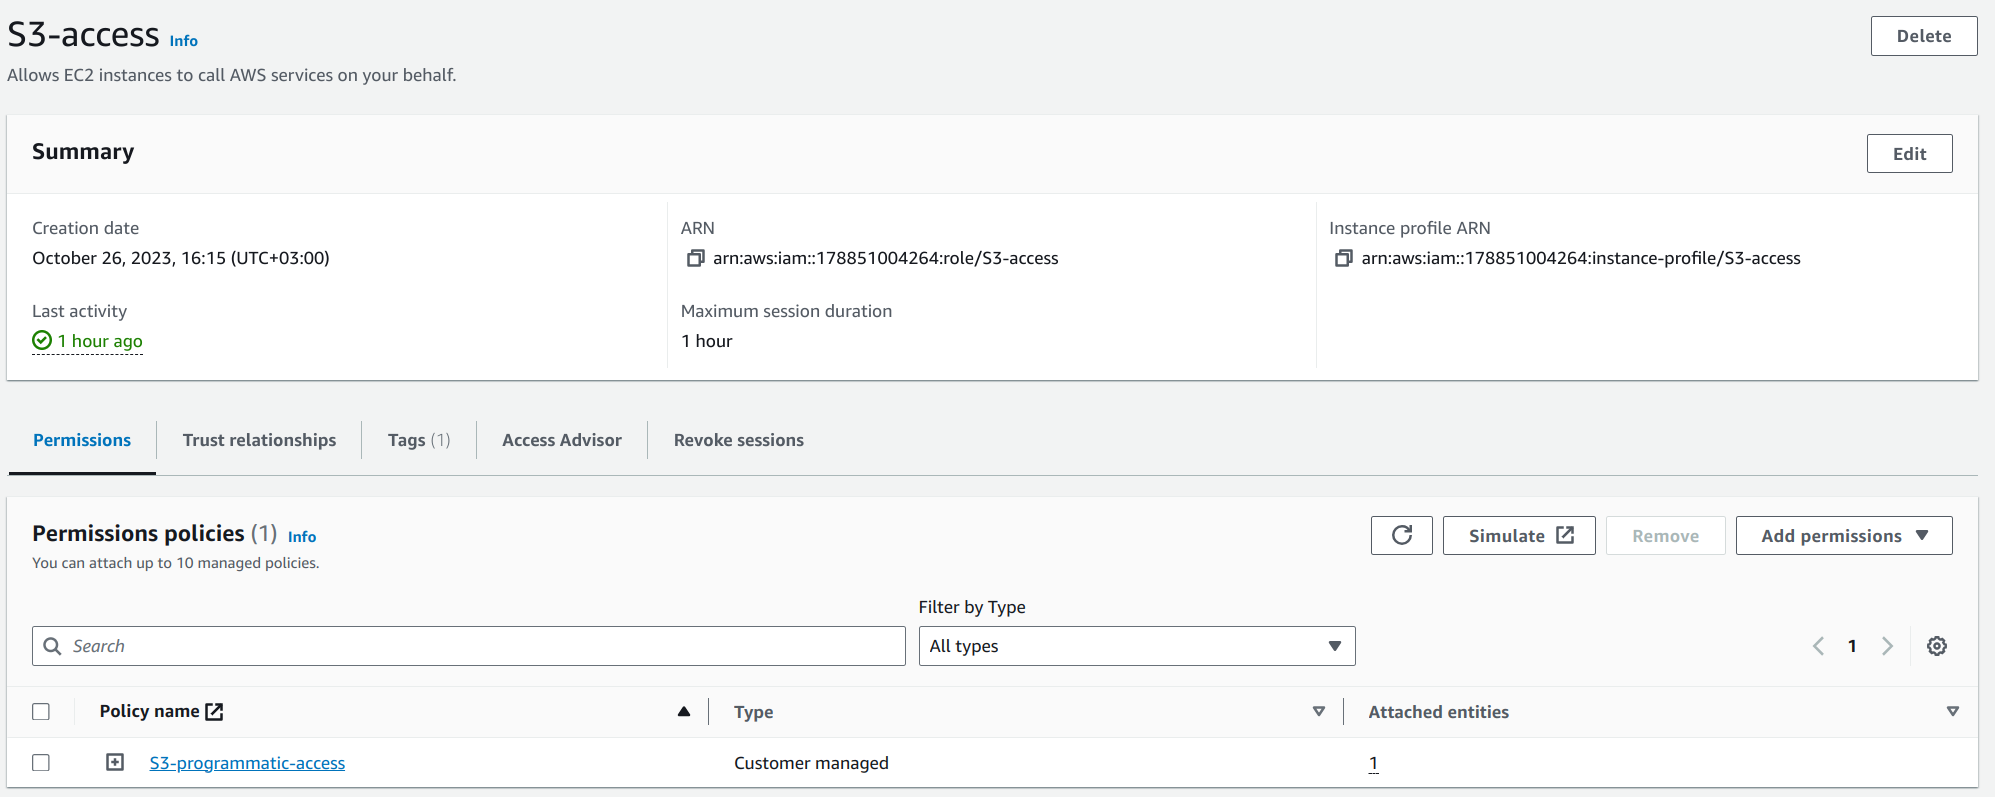 S3-access Info
Delete
Allows EC2 instances to call AWS services on your behalf.
Summary
Edit
Creation date
October 26, 2023, 16:15 (UTC+03:00)
ARN
arn:aws:iam::178851004264:role/S3-access
Instance profile ARN
arn:aws:iam::178851004264:instance-profile/S3-access
Last activity
1 hour ago
Maximum session duration
1 hour
Permissions
Trust relationships
Tags (1)
Access Advisor
Revoke sessions
Permissions policies (1) Info
You can attach up to 10 managed policies.
Simulate
Remove
Add permissions
Filter by Type
Search
All types
1
Policy name
Type
Attached entities
S3-programmatic-access
Customer managed
1